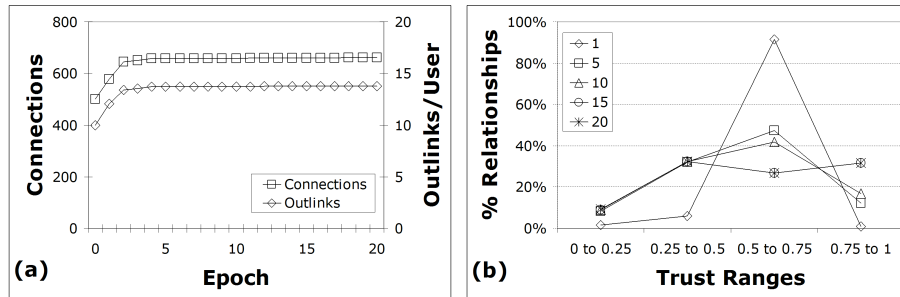 800
600
400
200
0
Connections
20
15
10
5
0
Outlinks/User
Connections
Outlinks
0 5 10 15 20
Epoch
(a)
100%
80%
60%
40%
20%
0%
% Relationships
1
5
10
15
20
0 to 0.25 0.25 to 0.5 0.5 to 0.75 0.75 to 1
Trust Ranges
(b)